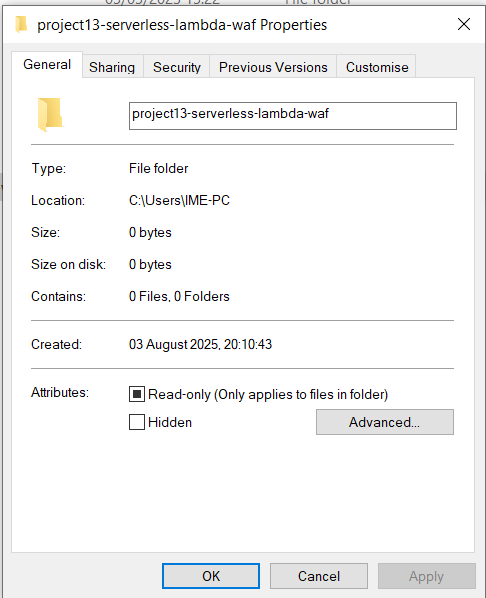 project13-serverless-lambda-waf Properties
General Sharing Security Previous Versions Customise
project13-serverless-lambda-waf
Type: File folder
Location: C:\Users\IME-PC
Size: 0 bytes
Size on disk: 0 bytes
Contains: 0 Files, 0 Folders
Created: 03 August 2025, 20:10:43
Attributes: Read-only (Only applies to files in folder)
Hidden Advanced...
OK Cancel Apply